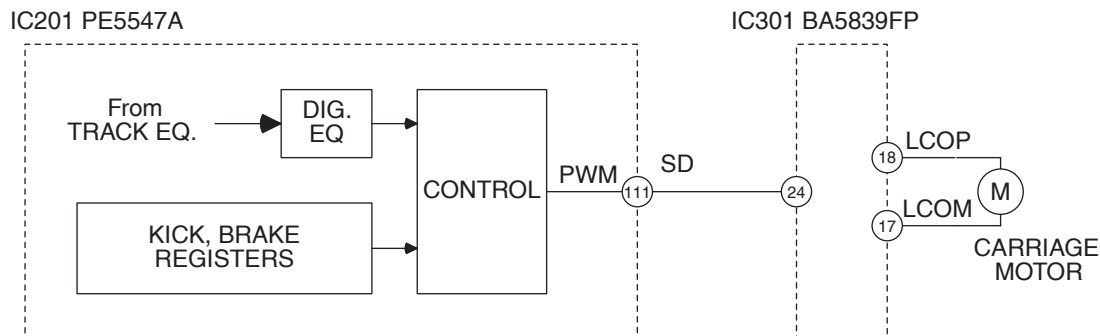 IC201 PE5547A
IC301 BA5839FP
From
TRACK EQ.
DIG.
EQ
CONTROL
KICK, BRAKE
REGISTERS
PWM
111
SD
24
18
LCOP
M
17
LCOM
CARRIAGE
MOTOR